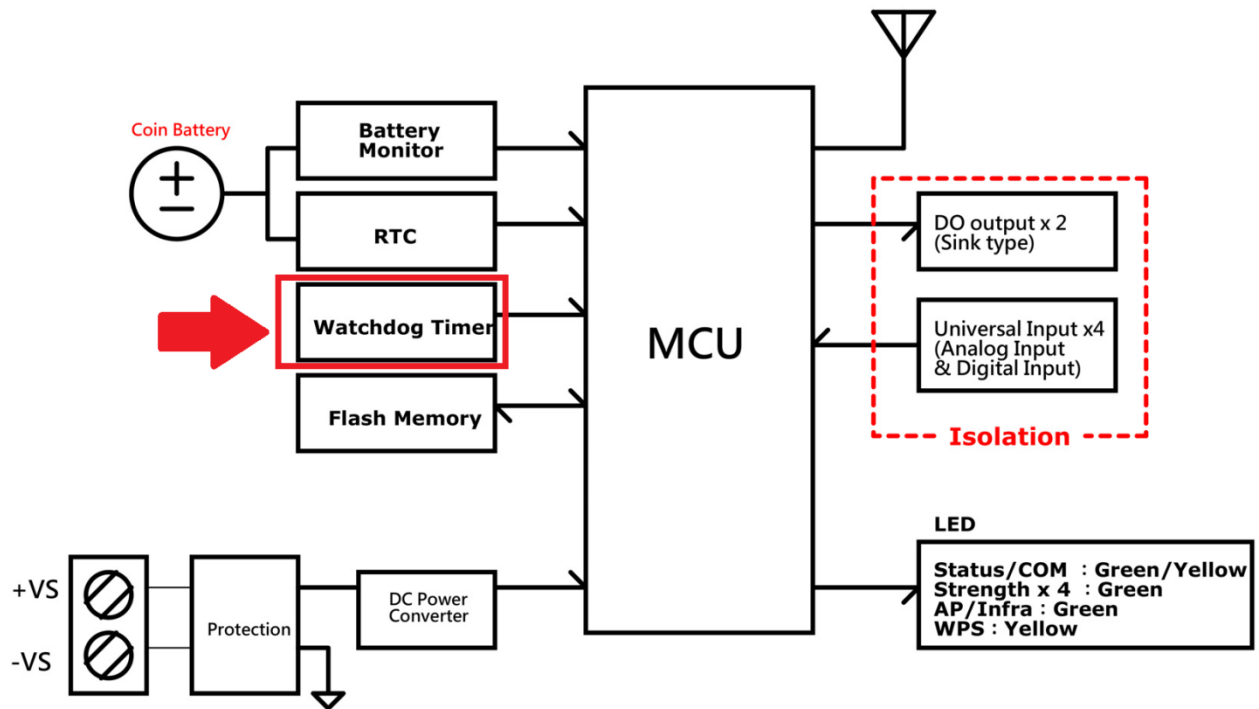 Coin Battery
Battery
Monitor
RTC
Watchdog Timer
Flash Memory
MCU
DO output x 2
(Sink type)
Universal Input x4
(Analog Input
& Digital Input)
Isolation
+VS
-VS
Protection
DC Power
Converter
LED
Status/COM：Green/Yellow
Strength x 4：Green
AP/Infra：Green
WPS：Yellow